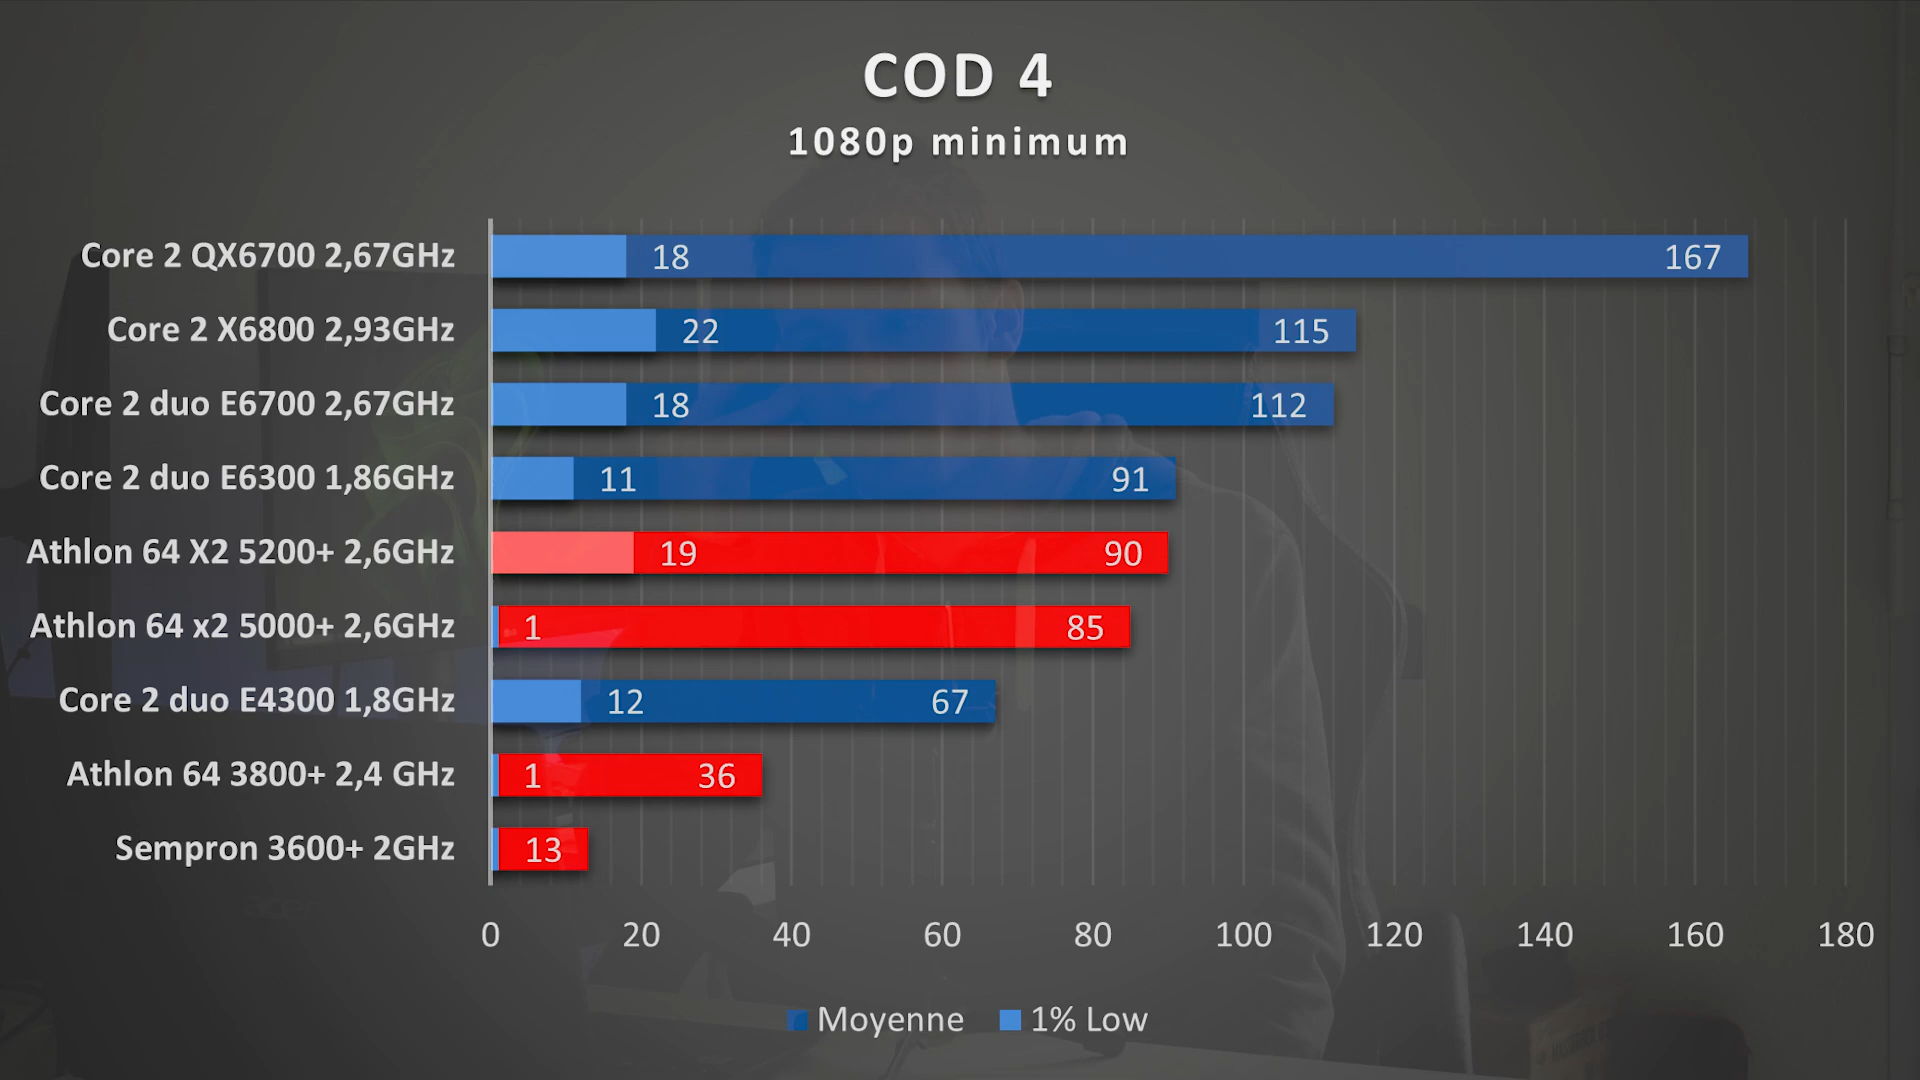 COD 4
1080p minimum
Core 2 QX6700 2,67GHz 18 167
Core 2 X6800 2,93GHz 22 115
Core 2 duo E6700 2,67GHz 18 112
Core 2 duo E6300 1,86GHz 11 91
Athlon 64 X2 5200+ 2,6GHz 19 90
Athlon 64 x2 5000+ 2,6GHz 1 85
Core 2 duo E4300 1,8GHz 12 67
Athlon 64 3800+ 2,4 GHz 1 36
Sempron 3600+ 2GHz 13
0 20 40 60 80 100 120 140 160 180
Moyenne 1% Low
acer